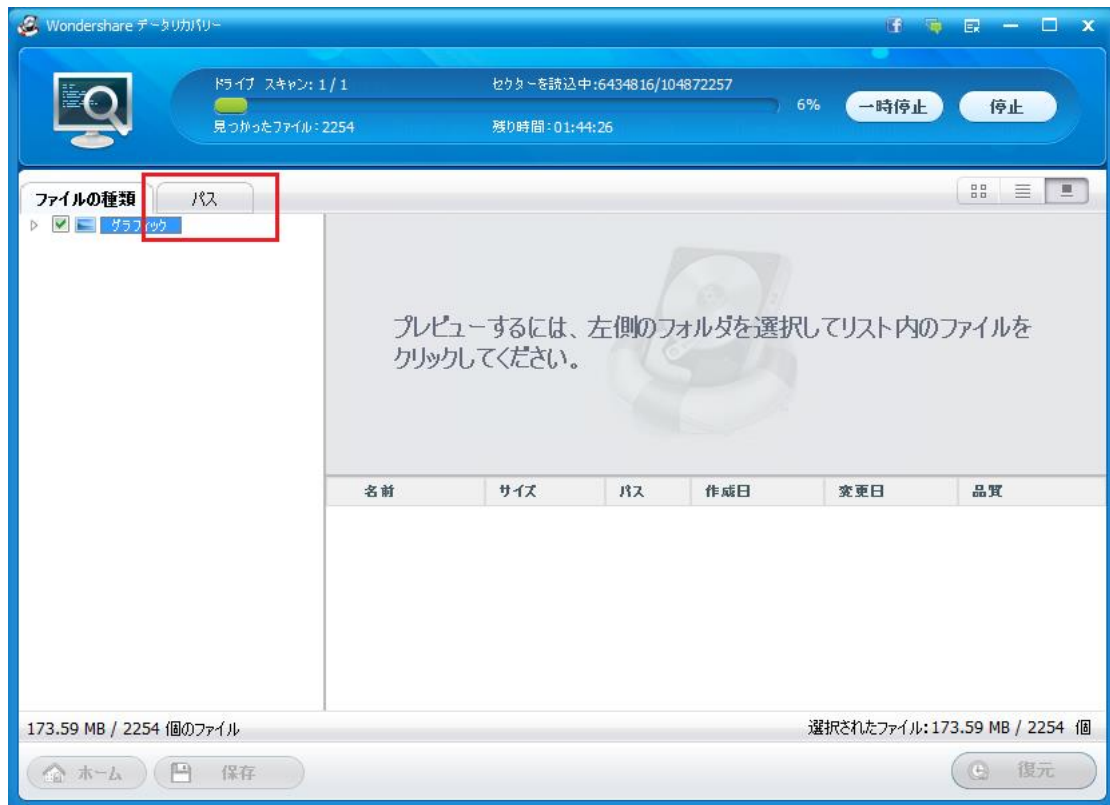 Wondershare データリカバリー
ドライブ スキャン: 1 / 1
セクターを読込中:6434816/104872257
6%
一時停止
停止
見つかったファイル:2254
残り時間:01:44:26
ファイルの種類
パス
グラフィック
プレビューするには、左側のフォルダを選択してリスト内のファイルを
クリックしてください。
名前 サイズ パス 作成日 変更日 品質
173.59 MB / 2254 個のファイル
選択されたファイル:173.59 MB / 2254 個
ホーム
保存
復元